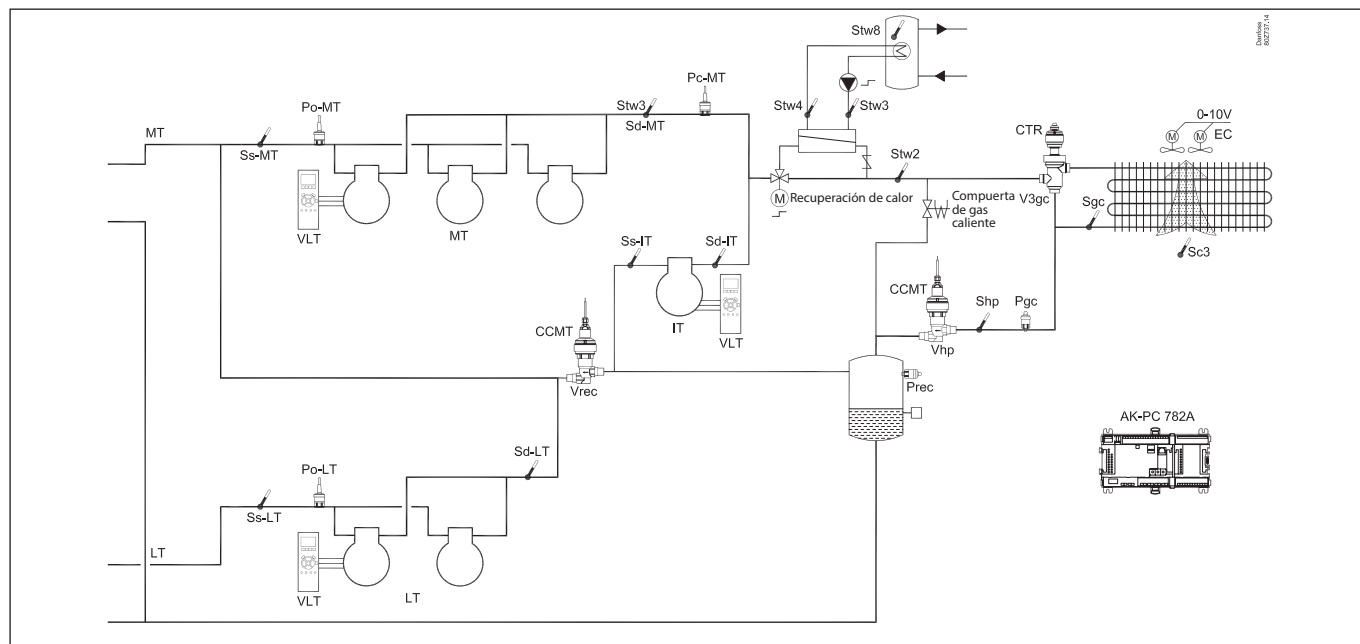 Danfoss
80Z737.14
Stw8
Pc-MT
Po-MT
Stw3
Stw4
Stw3
0-10V
CTR
EC
MT
Sd-MT
Ss-MT
Stw2
M
M
M
Recuperación de calor
Compuerta
de gas
caliente
V3gc
Sgc
VLT
MT
Ss-IT
Sd-IT
Sc3
CCMT
Shp
Pgc
CCMT
IT
VLT
Vhp
Vrec
Prec
AK-PC 782A
Sd-LT
Po-LT
Ss-LT
LT
VLT
LT